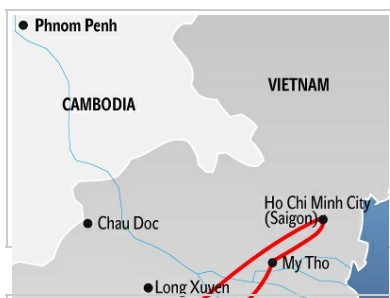 Phnom Penh
VIETNAM
CAMBODIA
Ho Chi Minh City
(Saigon)
Chau Doc
My Tho
Long Xuyen